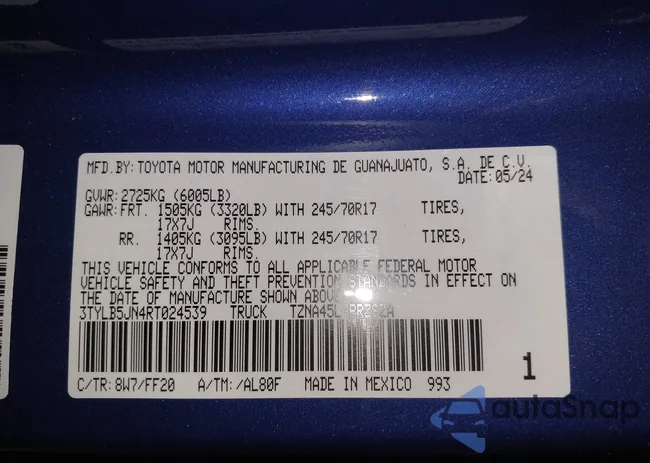 MFD.BY: TOYOTA MOTOR MANUFACTURING DE GUANAJUATO, S.A. DE C.V.
DATE: 05/24
GVWR: 2725KG (6005LB)
GAWR: FRT. 1505KG (3320LB) WITH 245/70R17 TIRES,
17X7J RIMS.
RR. 1405KG (3095LB) WITH 245/70R17 TIRES,
17X7J RIMS.
THIS VEHICLE CONFORMS TO ALL APPLICABLE FEDERAL MOTOR
VEHICLE SAFETY AND THEFT PREVENTION STANDARDS IN EFFECT ON
THE DATE OF MANUFACTURE SHOWN ABOVE
3TYLB5JN4RT024539 TRUCK TZNA45L
C/TR: 8W7/FF20 A/TM: /AL80F MADE IN MEXICO 993
1
autoSnap